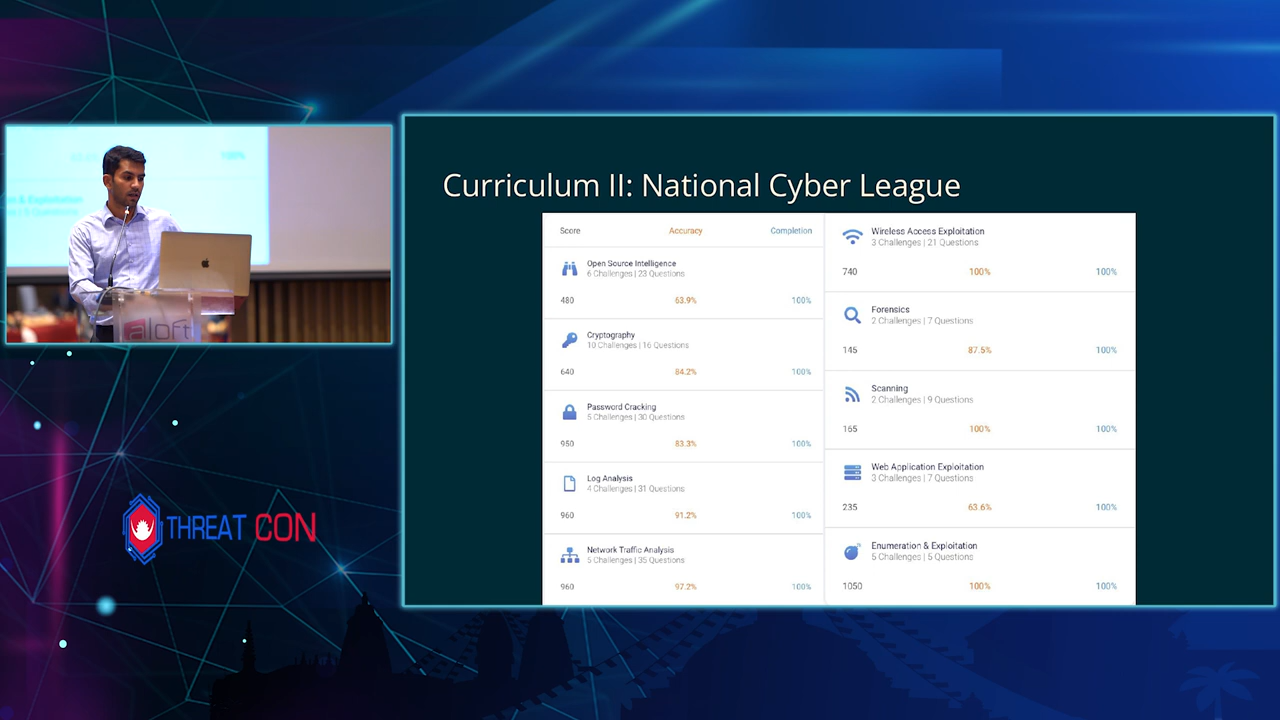 Curriculum II: National Cyber League
Score Accuracy Completion
Open Source Intelligence
6 Challenges | 23 Questions
480 63.9% 100%
Cryptography
10 Challenges | 16 Questions
640 84.2% 100%
Password Cracking
5 Challenges | 30 Questions
950 83.3% 100%
Log Analysis
4 Challenges | 31 Questions
960 91.2% 100%
Network Traffic Analysis
5 Challenges | 35 Questions
960 97.2% 100%
Wireless Access Exploitation
3 Challenges | 21 Questions
740 100% 100%
Forensics
2 Challenges | 7 Questions
145 87.5% 100%
Scanning
2 Challenges | 9 Questions
165 100% 100%
Web Application Exploitation
3 Challenges | 7 Questions
235 63.6% 100%
Enumeration & Exploitation
5 Challenges | 5 Questions
1050 100% 100%
aloft
THREAT CON